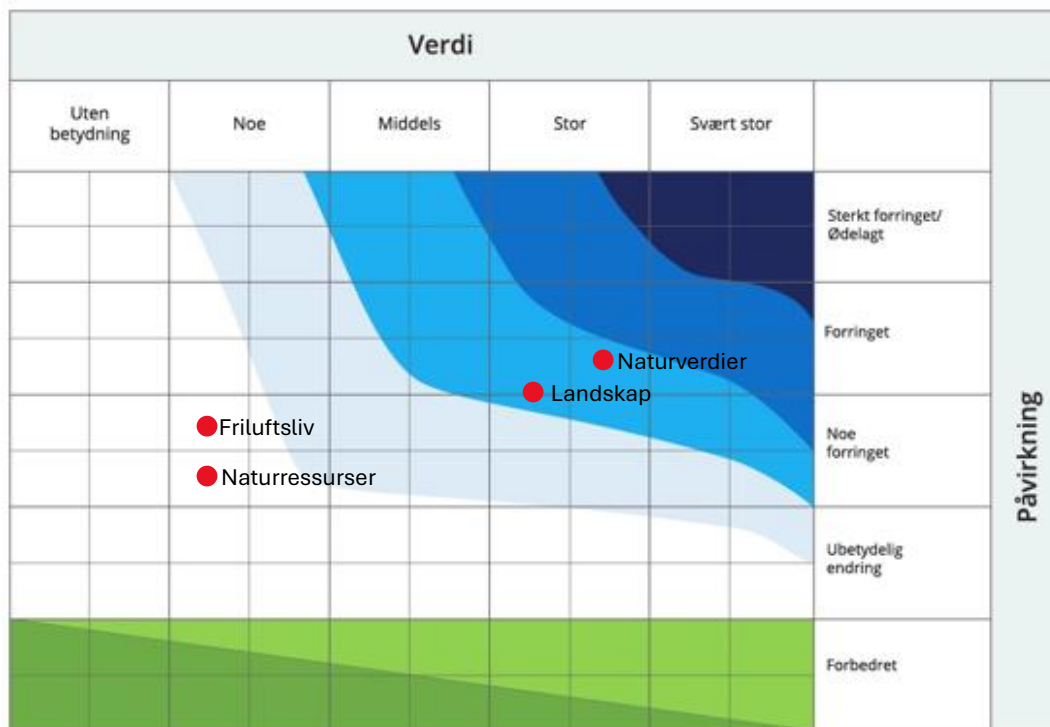 Verdi
Uten
betydning
Noe
Middels
Stor
Svært stor
Sterkt forringet/
Ødelagt
Forringet
Naturverdier
Landskap
Friluftsliv
Noe
forringet
Naturressurser
Ubetydelig
endring
Forbedret
Påvirkning